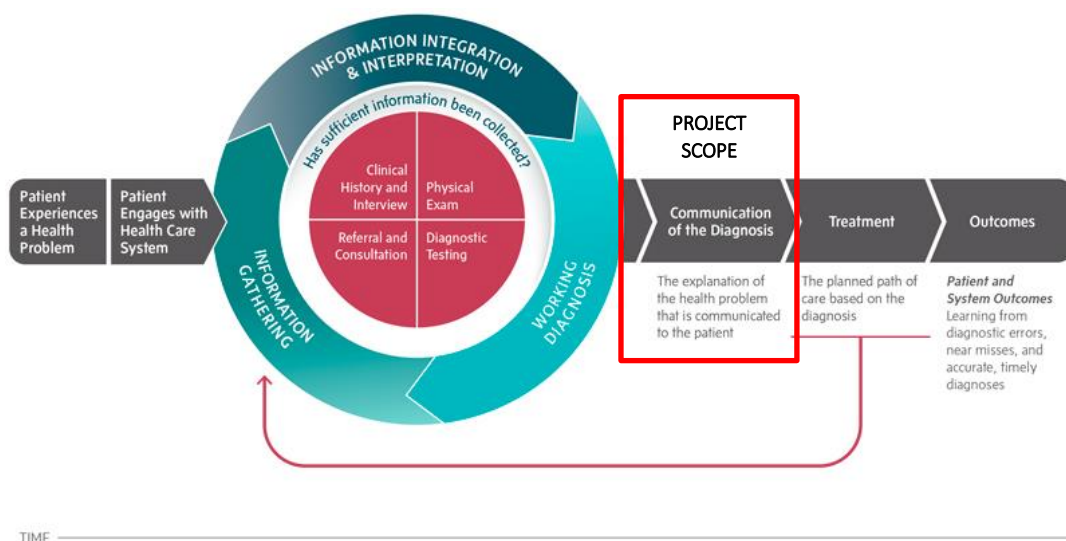 INFORMATION INTEGRATION
& INTERPRETATION
Has sufficient information been collected?
Clinical
History and
Interview
Physical
Exam
Referral and
Consultation
Diagnostic
Testing
INFORMATION
GATHERING
WORKING
DIAGNOSIS
Patient
Experiences
a Health
Problem
Patient
Engages with
Health Care
System
PROJECT
SCOPE
Communication
of the Diagnosis
The explanation of
the health problem
that is communicated
to the patient
Treatment
The planned path of
care based on the
diagnosis
Outcomes
Patient and
System Outcomes
Learning from
diagnostic errors,
near misses, and
accurate, timely
diagnoses
TIME